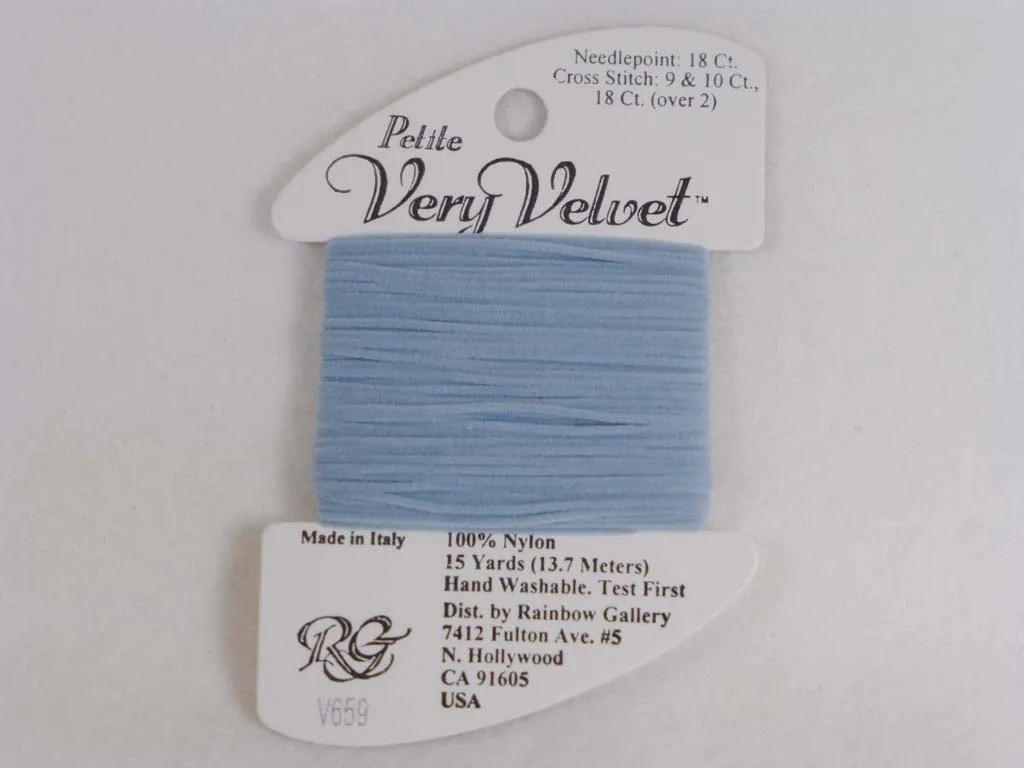 Needlepoint: 18 Ct.
Cross Stitch: 9 & 10 Ct.,
18 Ct. (over 2)
Petite
Very Velvet™
Made in Italy
100% Nylon
15 Yards (13.7 Meters)
Hand Washable. Test First
Dist. by Rainbow Gallery
7412 Fulton Ave. #5
N. Hollywood
CA 91605
USA
RG
V659